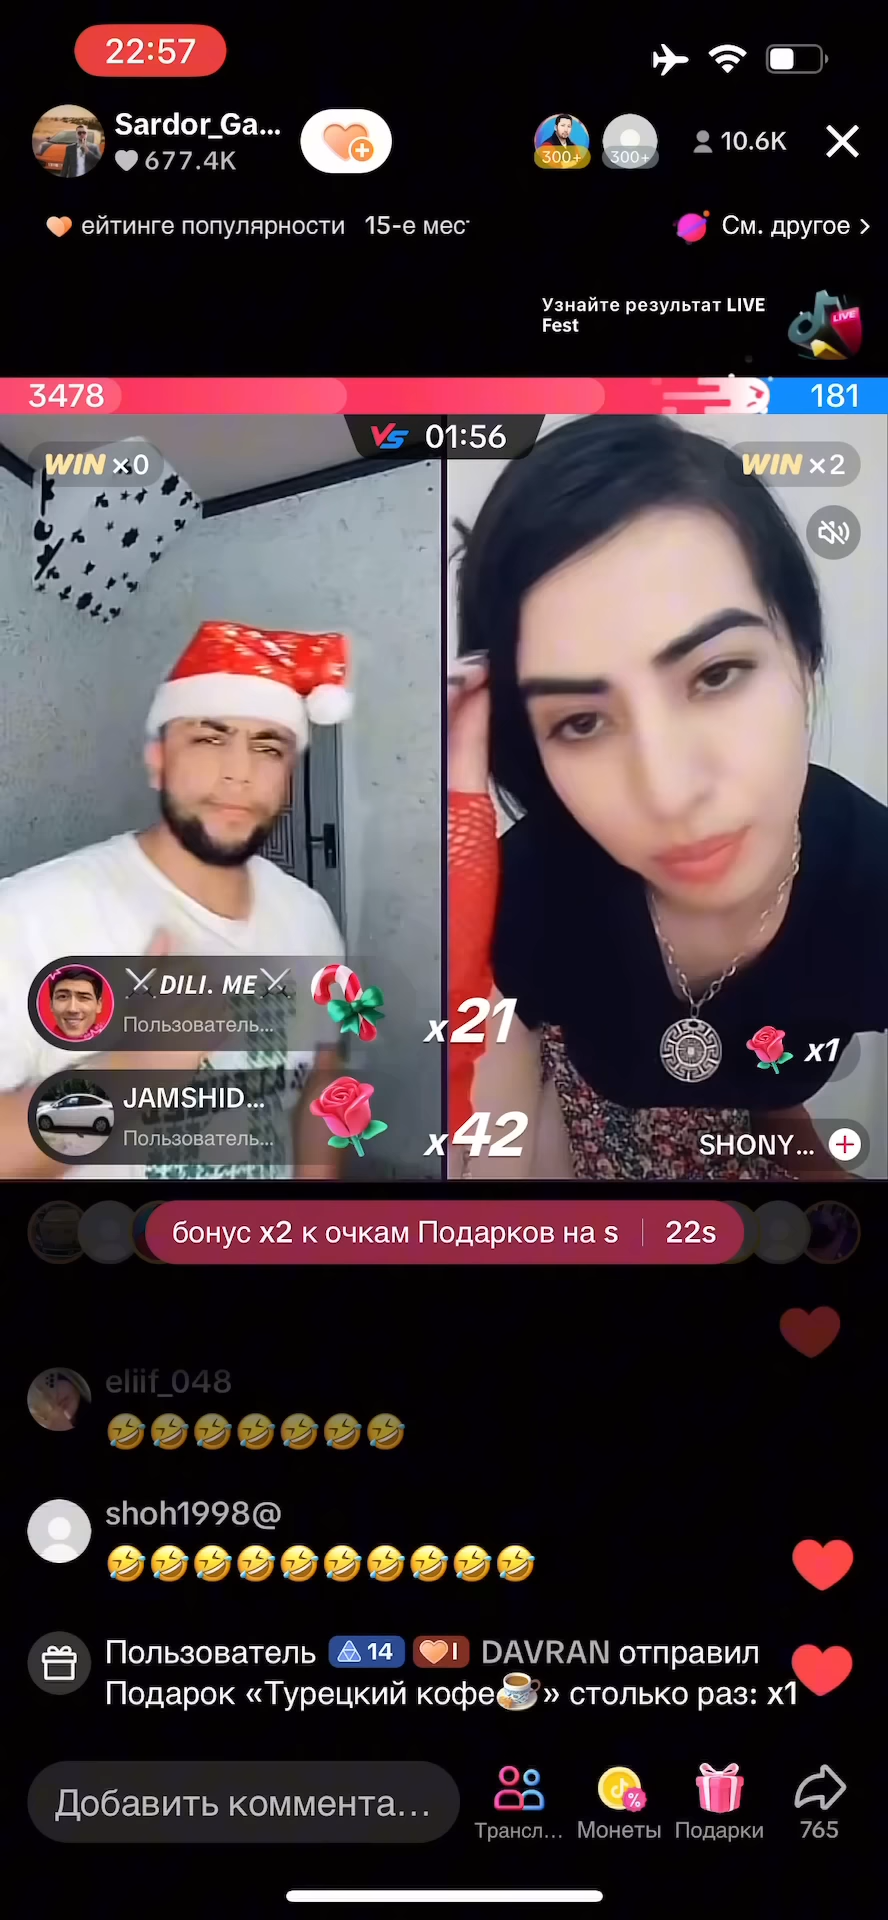 22:57
Sardor_Ga...
677.4K
300+
300+
10.6K
ейтинге популярности 15-е мес
См. другое >
Узнайте результат LIVE
Fest
LIVE
3478
181
VS 01:56
WIN x0
WIN x2
DILI. ME
Пользователь...
x21
x1
JAMSHID...
Пользователь...
x42
SHONY...
бонус x2 к очкам Подарков на s | 22s
eliif_048
🤣🤣🤣🤣🤣🤣🤣
shoh1998@
🤣🤣🤣🤣🤣🤣🤣🤣🤣🤣
Пользователь 14 I DAVRAN отправил
Подарок «Турецкий кофе☕» столько раз: x1
Добавить коммента...
Трансл...
Монеты
Подарки
765